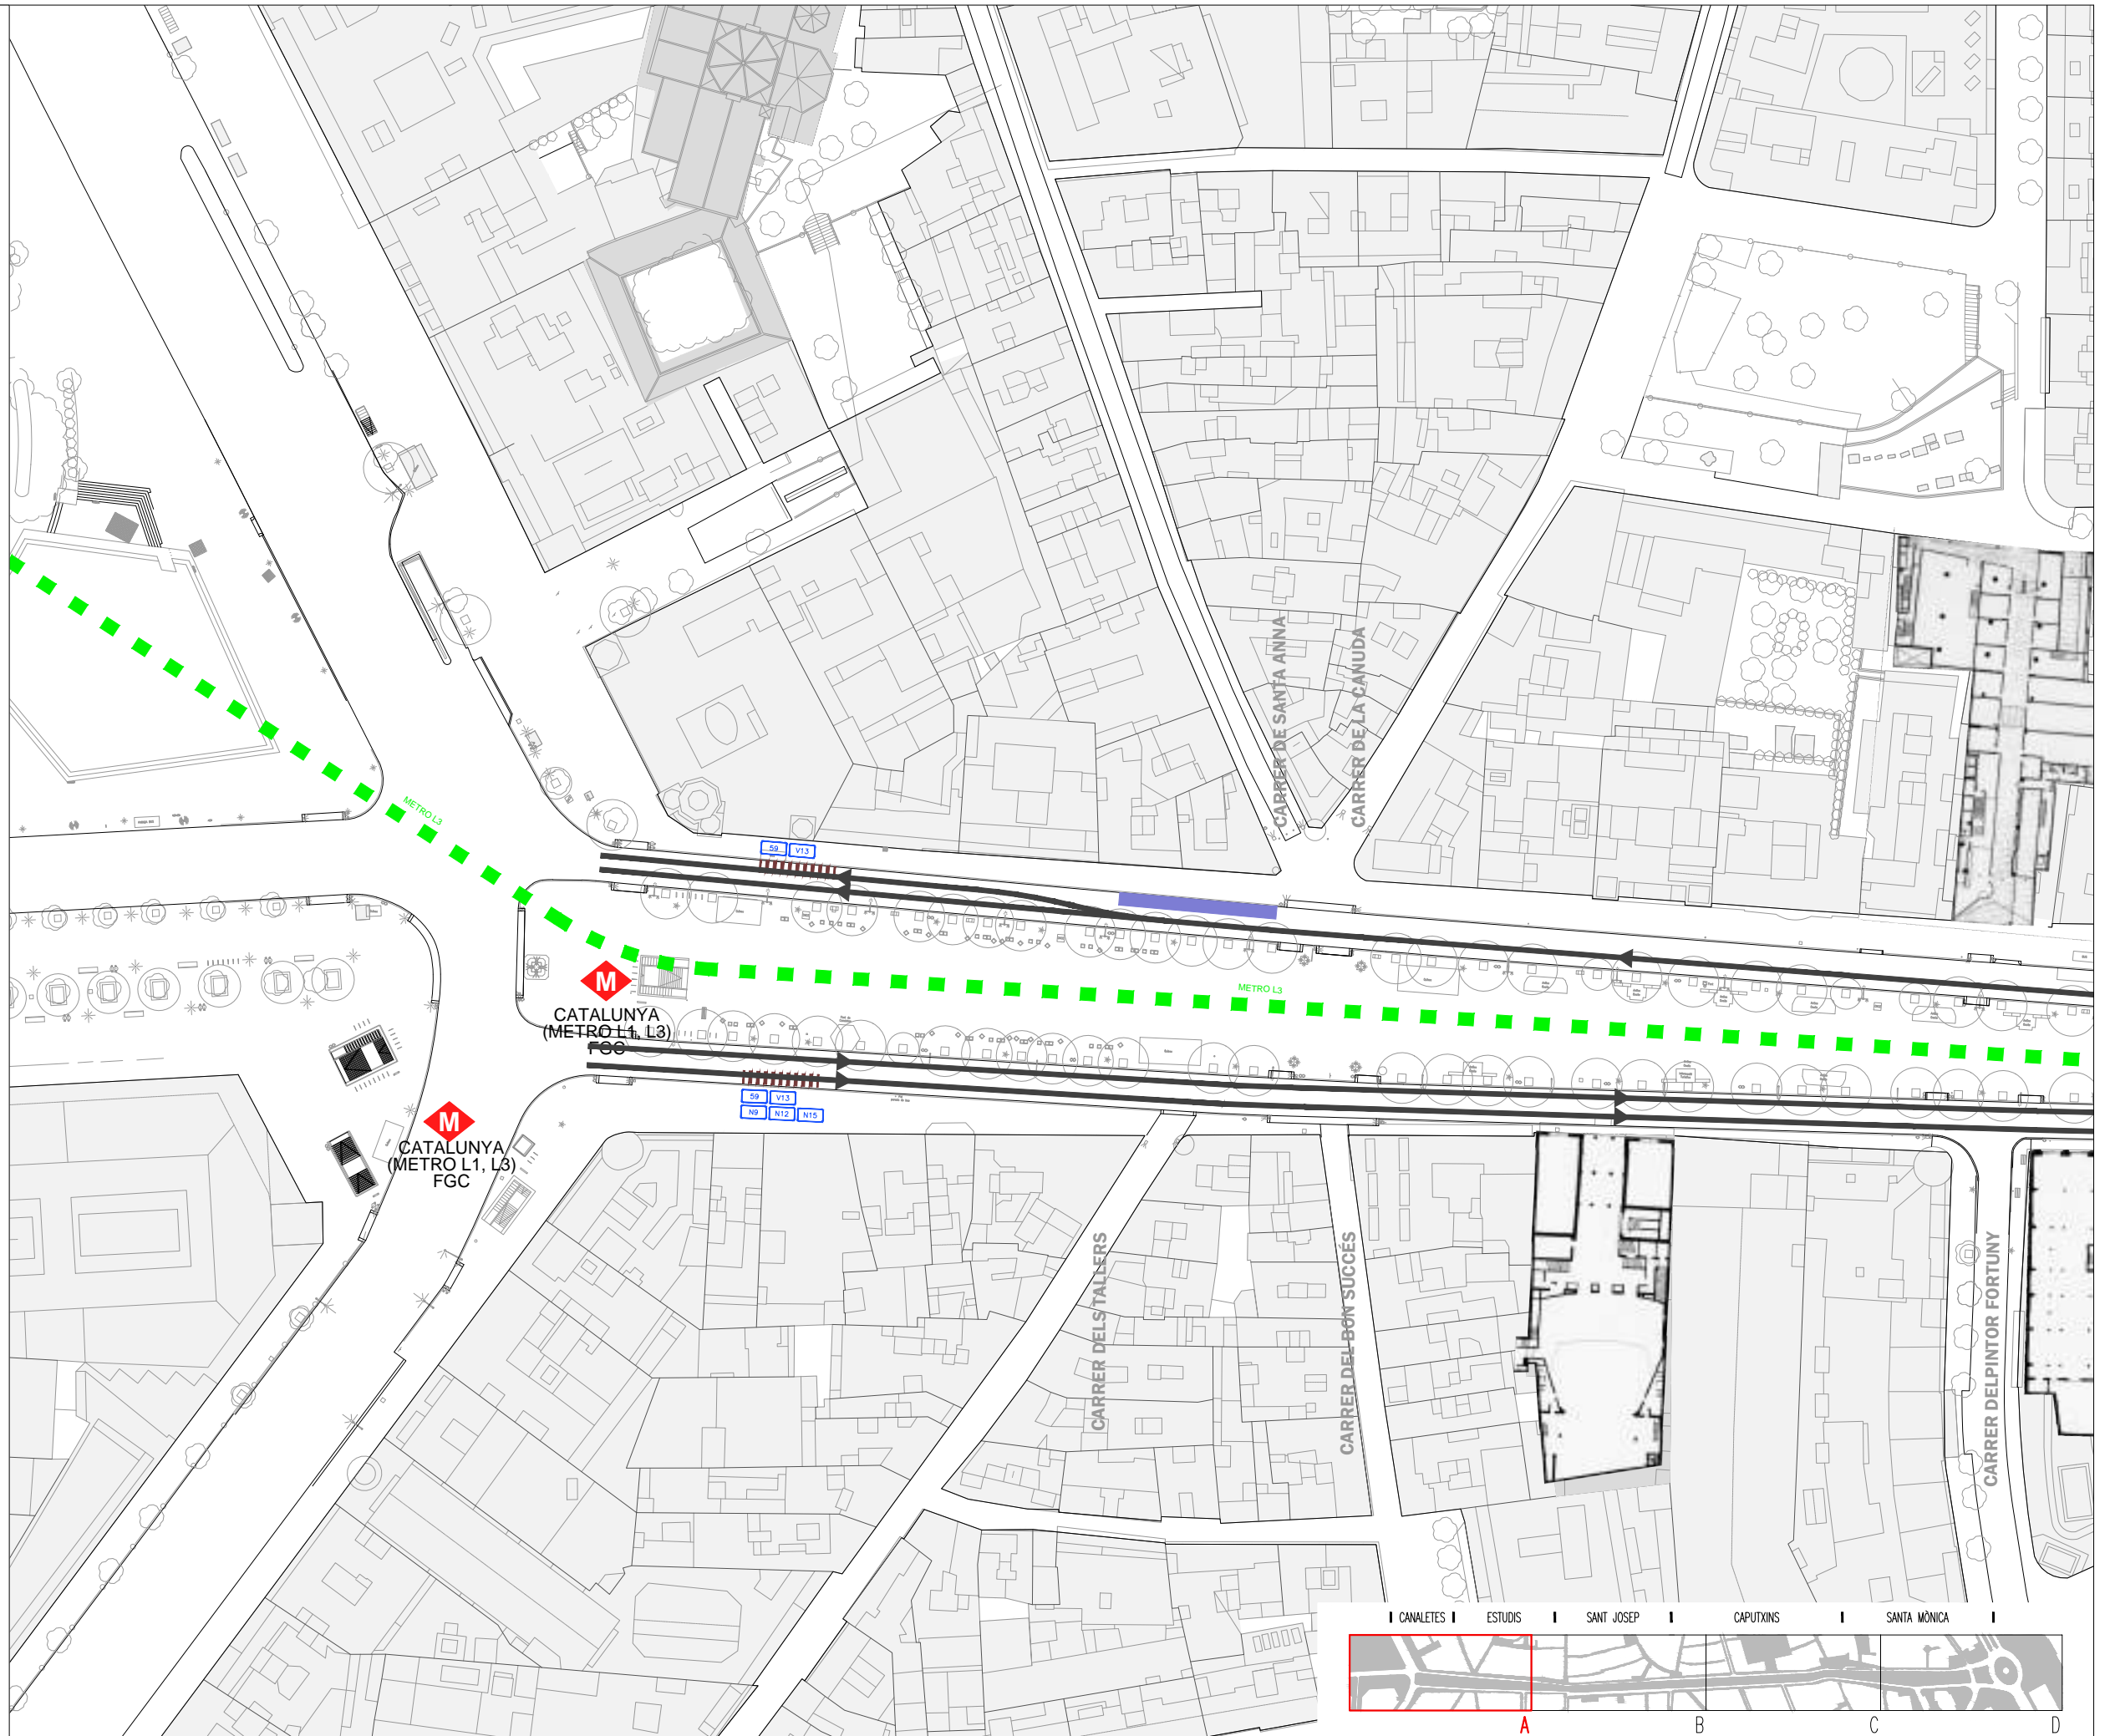 CARRER DE SANTA ANNA
CARRER DE LA CANUDA
METRO L3
59 V13
METRO L3
M
CATALUNYA
(METRO L1, L3)
FGC
59 V13
N9 N12 N15
M
CATALUNYA
(METRO L1, L3)
FGC
CARRER DELS TALLERS
CARRER DEL BON SUCCÉS
CARRER DELPINTOR FORTUNY
CANALETES ESTUDIS SANT JOSEP CAPUTXINS SANTA MÒNICA
A B C D